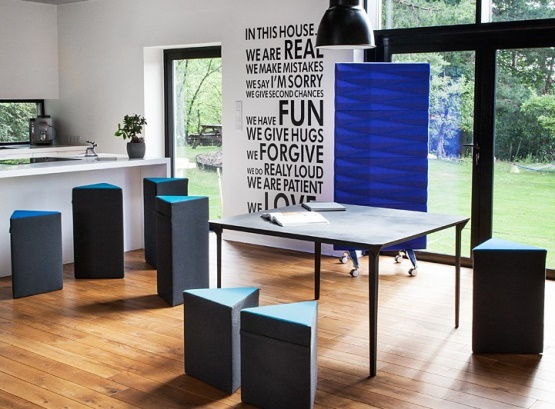 IN THIS HOUSE...
WE ARE REAL
WE MAKE MISTAKES
WE SAY I'M SORRY
WE GIVE SECOND CHANCES
WE HAVE FUN
WE GIVE HUGS
WE FORGIVE
WE DO REALY LOUD
WE ARE PATIENT
WE LOVE